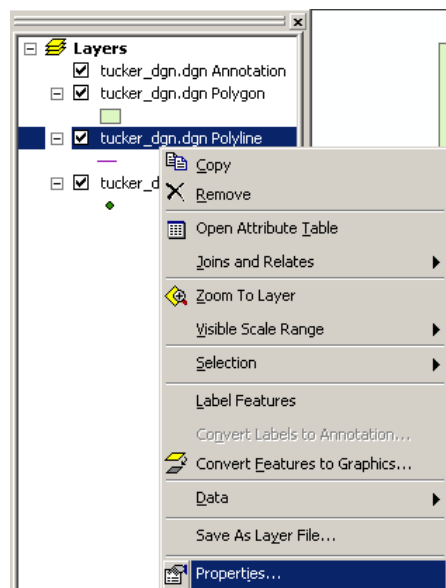 Layers
tucker_dgn.dgn Annotation
tucker_dgn.dgn Polygon
tucker_dgn.dgn Polyline
tucker_d
Copy
Remove
Open Attribute Table
Joins and Relates
Zoom To Layer
Visible Scale Range
Selection
Label Features
Convert Labels to Annotation...
Convert Features to Graphics...
Data
Save As Layer File...
Properties...